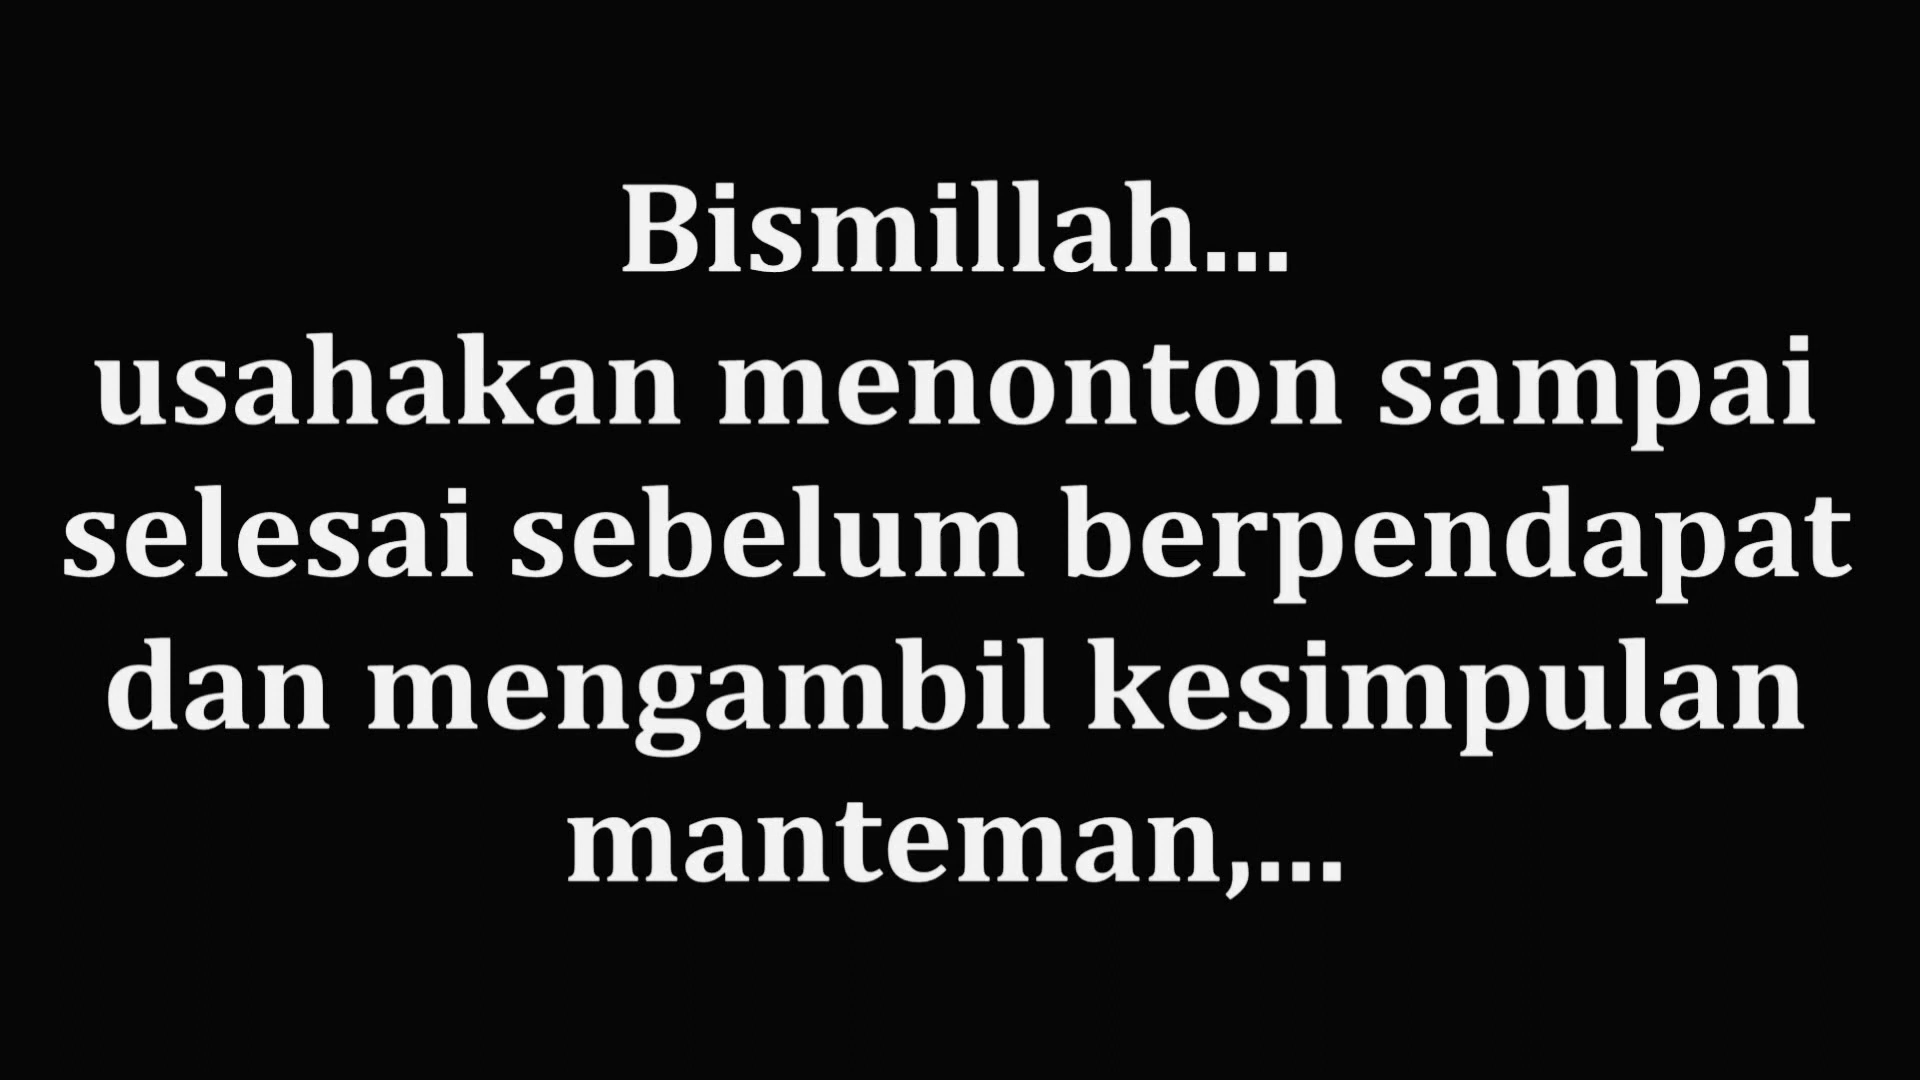 Bismillah...
usahakan menonton sampai
selesai sebelum berpendapat
dan mengambil kesimpulan
manteman,...